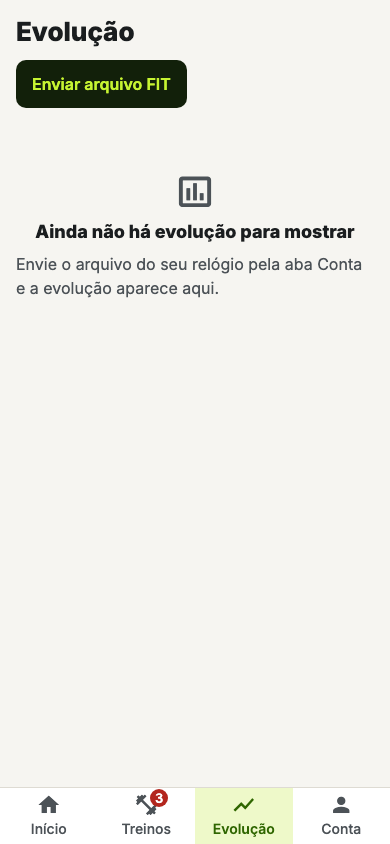 Evolução
Enviar arquivo FIT
Ainda não há evolução para mostrar
Envie o arquivo do seu relógio pela aba Conta
e a evolução aparece aqui.
3
Início
Treinos
Evolução
Conta